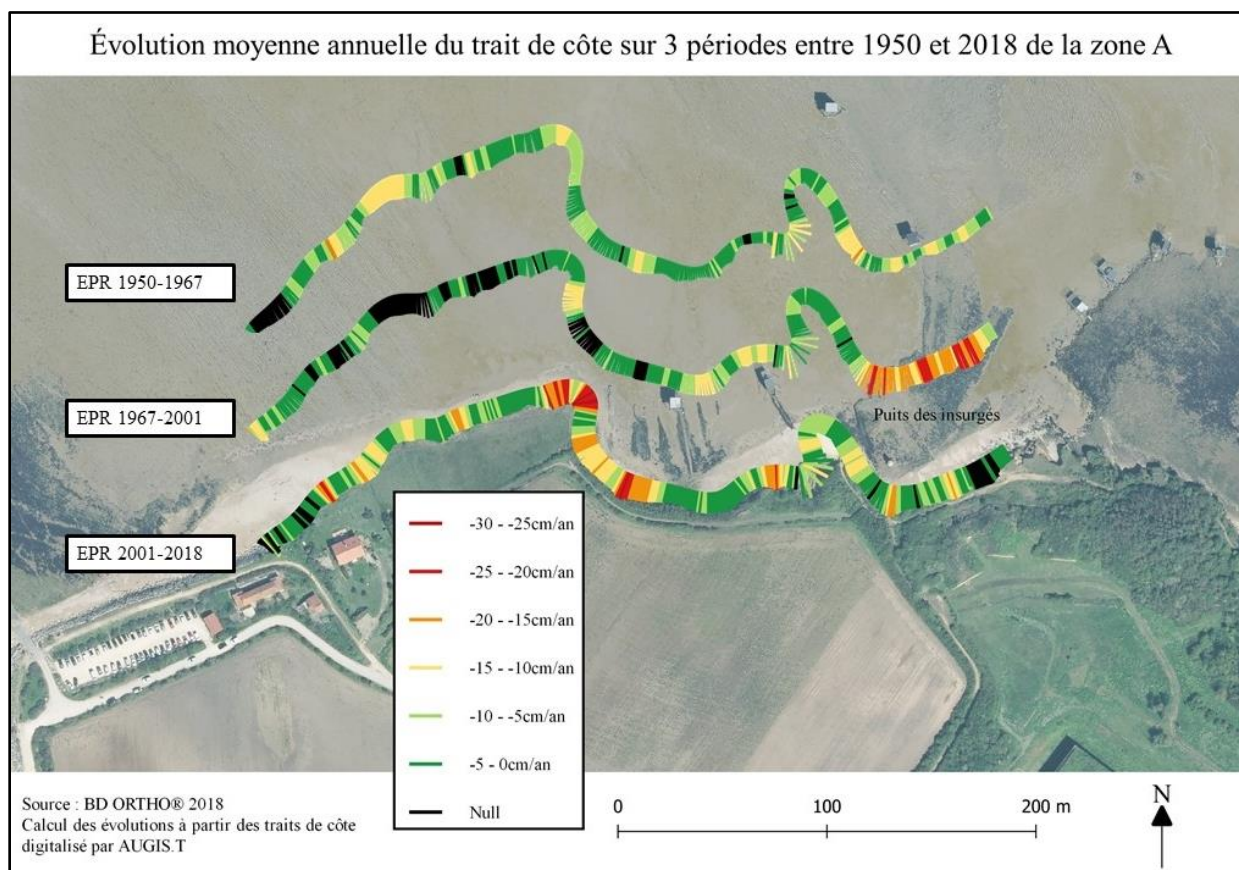 Évolution moyenne annuelle du trait de côte sur 3 périodes entre 1950 et 2018 de la zone A
EPR 1950-1967
EPR 1967-2001
Puits des insurgés
EPR 2001-2018
-30 - -25cm/an
-25 - -20cm/an
-20 - -15cm/an
-15 - -10cm/an
-10 - -5cm/an
-5 - 0cm/an
Null
Source : BD ORTHO® 2018
Calcul des évolutions à partir des traits de côte
digitalisé par AUGIS.T
0 100 200 m
N